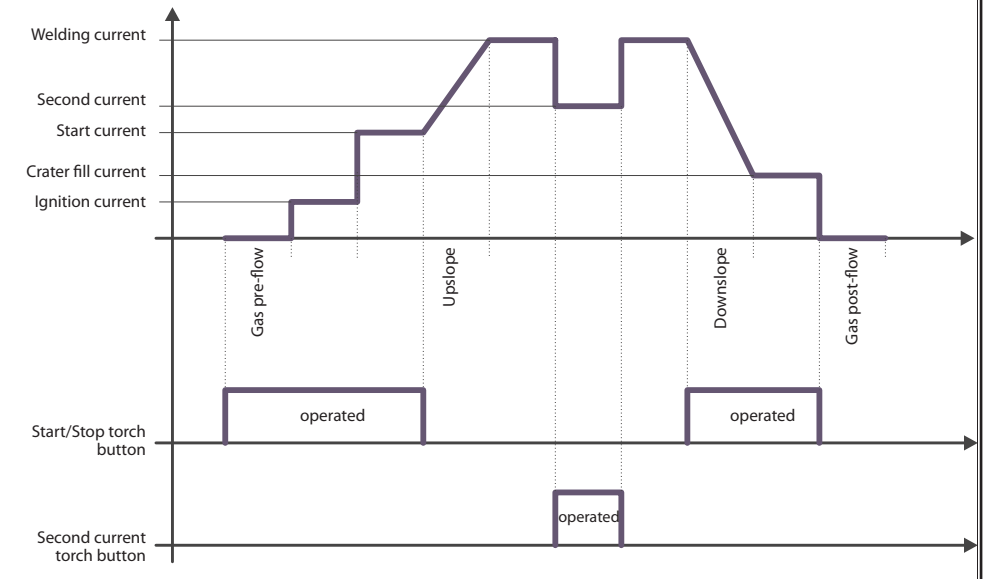 Welding current
Second current
Start current
Crater fill current
Ignition current
Gas pre-flow
Upslope
Downslope
Gas post-flow
operated
operated
Start/Stop torch
button
operated
Second current
torch button